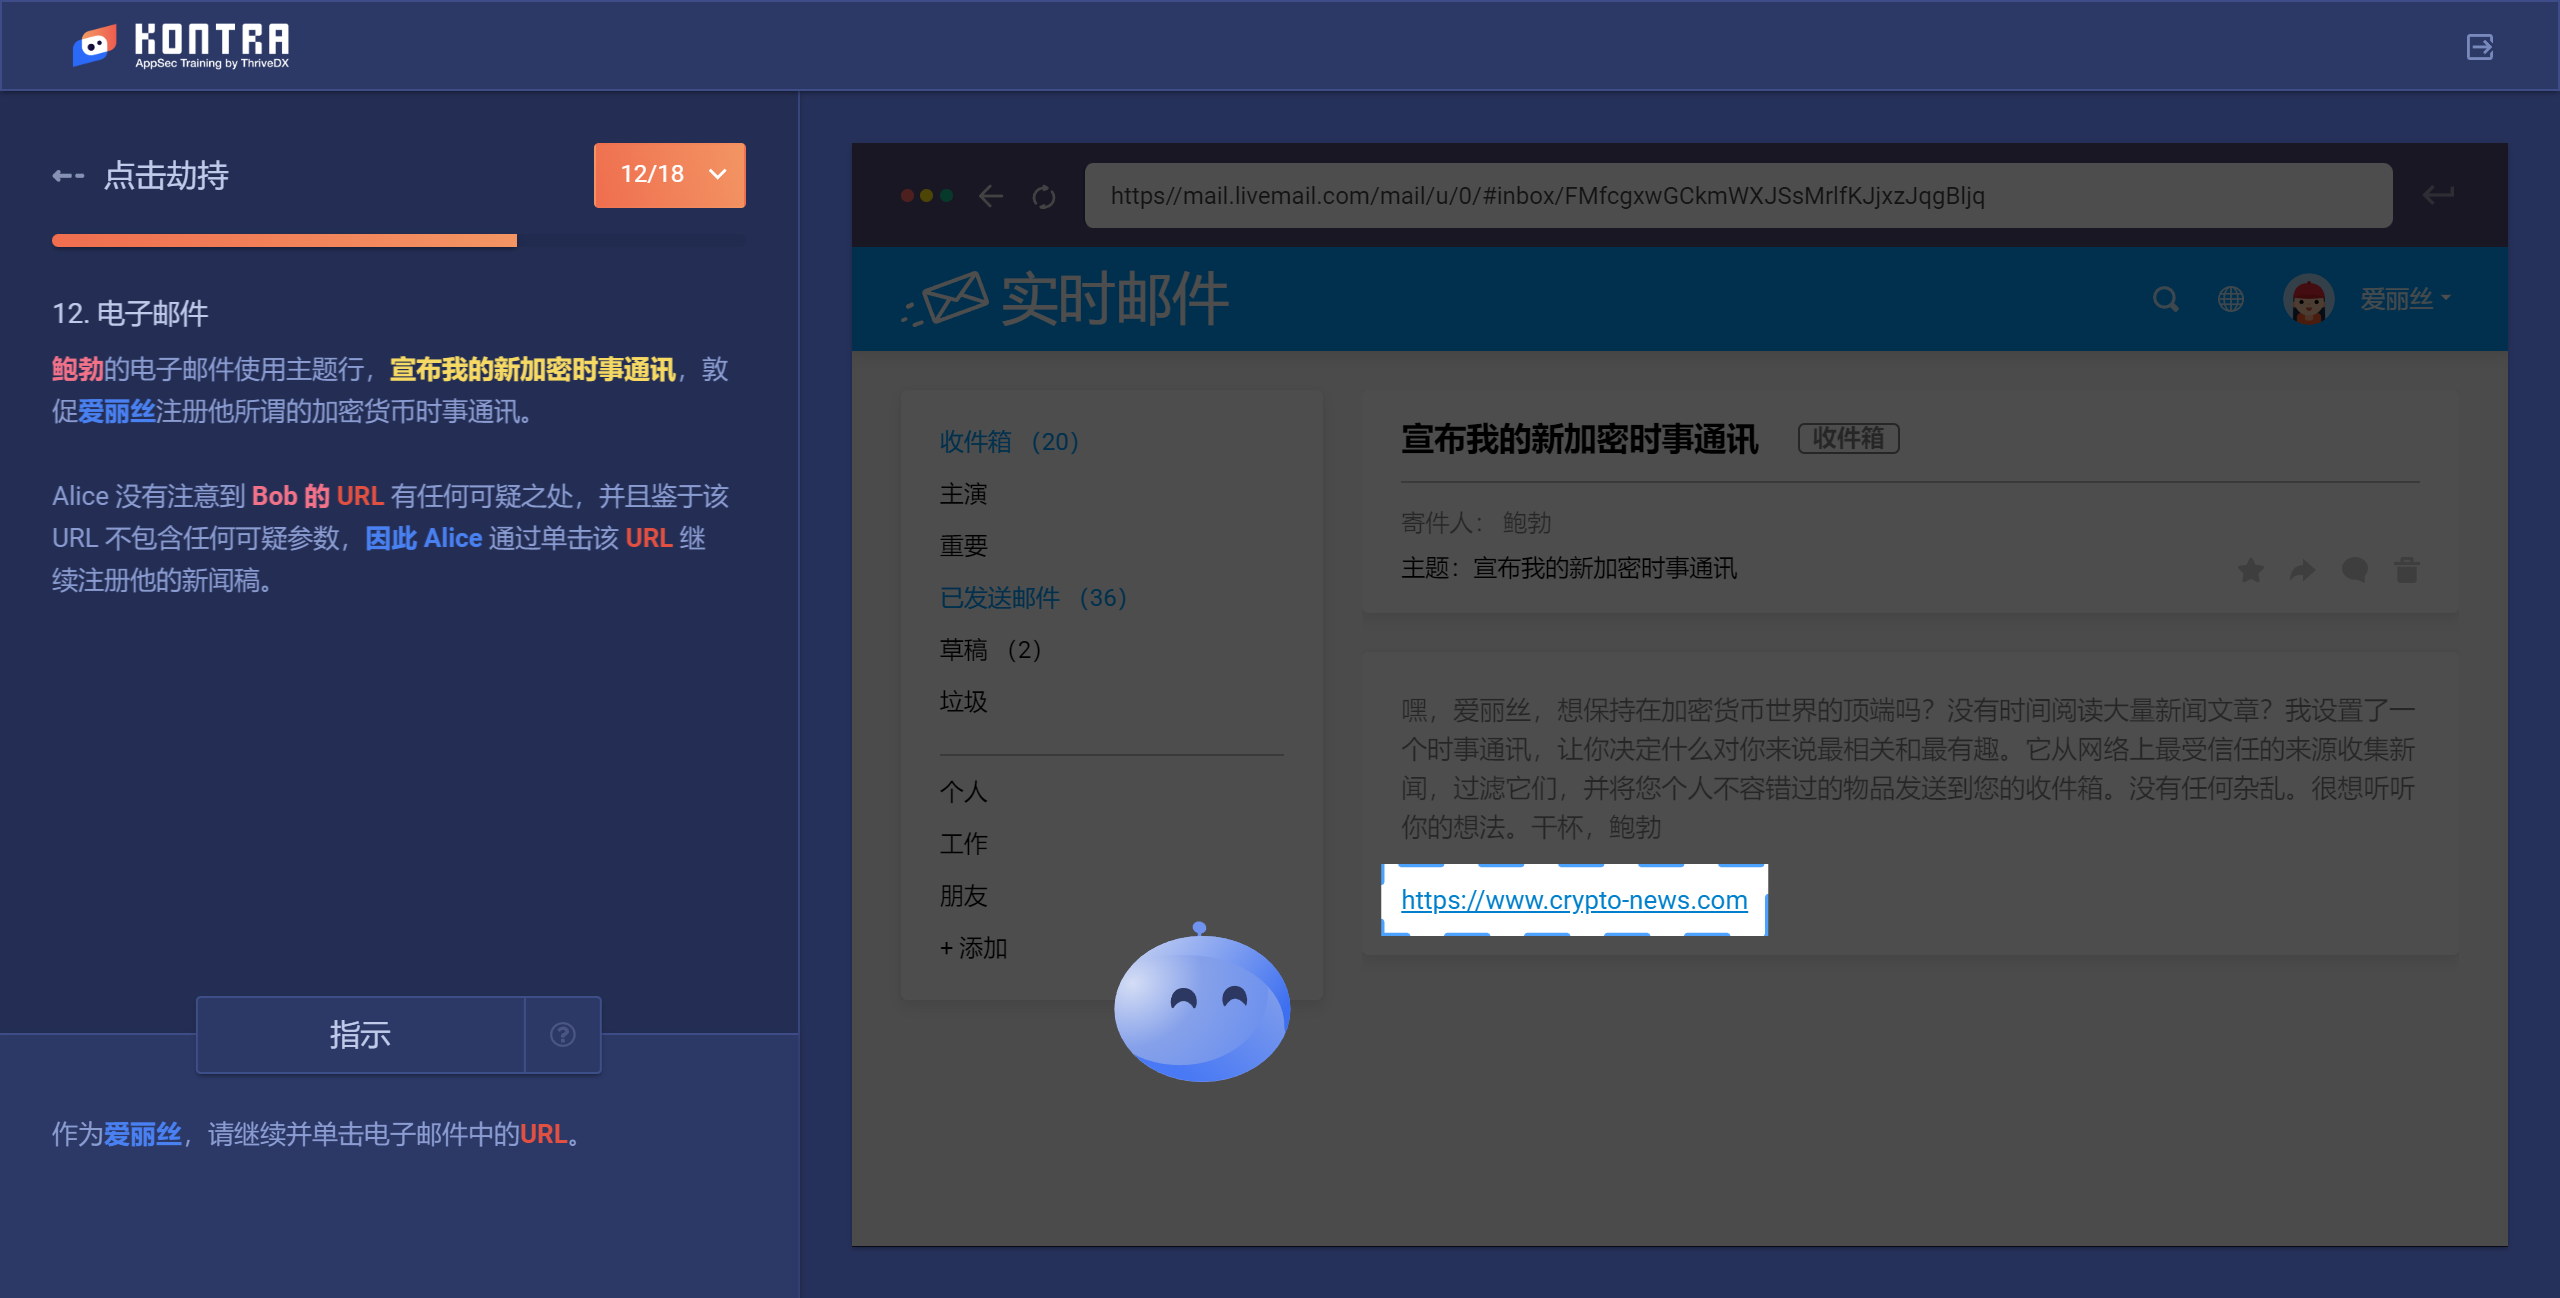 KONTRA
AppSec Training by ThriveDX
点击劫持
12/18
12. 电子邮件
鲍勃的电子邮件使用主题行，宣布我的新加密时事通讯，敦
促爱丽丝注册他所谓的加密货币时事通讯。
Alice 没有注意到 Bob 的 URL 有任何可疑之处，并且鉴于该
URL 不包含任何可疑参数，因此 Alice 通过单击该 URL 继
续注册他的新闻稿。
指示
作为爱丽丝，请继续并单击电子邮件中的URL。
https//mail.livemail.com/mail/u/0/#inbox/FMfcgxwGCkmWXJSsMrlfKJjxzJqgBljq
实时邮件
爱丽丝
收件箱 （20）
主演
重要
已发送邮件 （36）
草稿 （2）
垃圾
个人
工作
朋友
+ 添加
宣布我的新加密时事通讯 收件箱
寄件人： 鲍勃
主题：宣布我的新加密时事通讯
嘿，爱丽丝，想保持在加密货币世界的顶端吗？没有时间阅读大量新闻文章？我设置了一
个时事通讯，让你决定什么对你来说最相关和最有趣。它从网络上最受信任的来源收集新
闻，过滤它们，并将您个人不容错过的物品发送到您的收件箱。没有任何杂乱。很想听听
你的想法。干杯，鲍勃
https://www.crypto-news.com